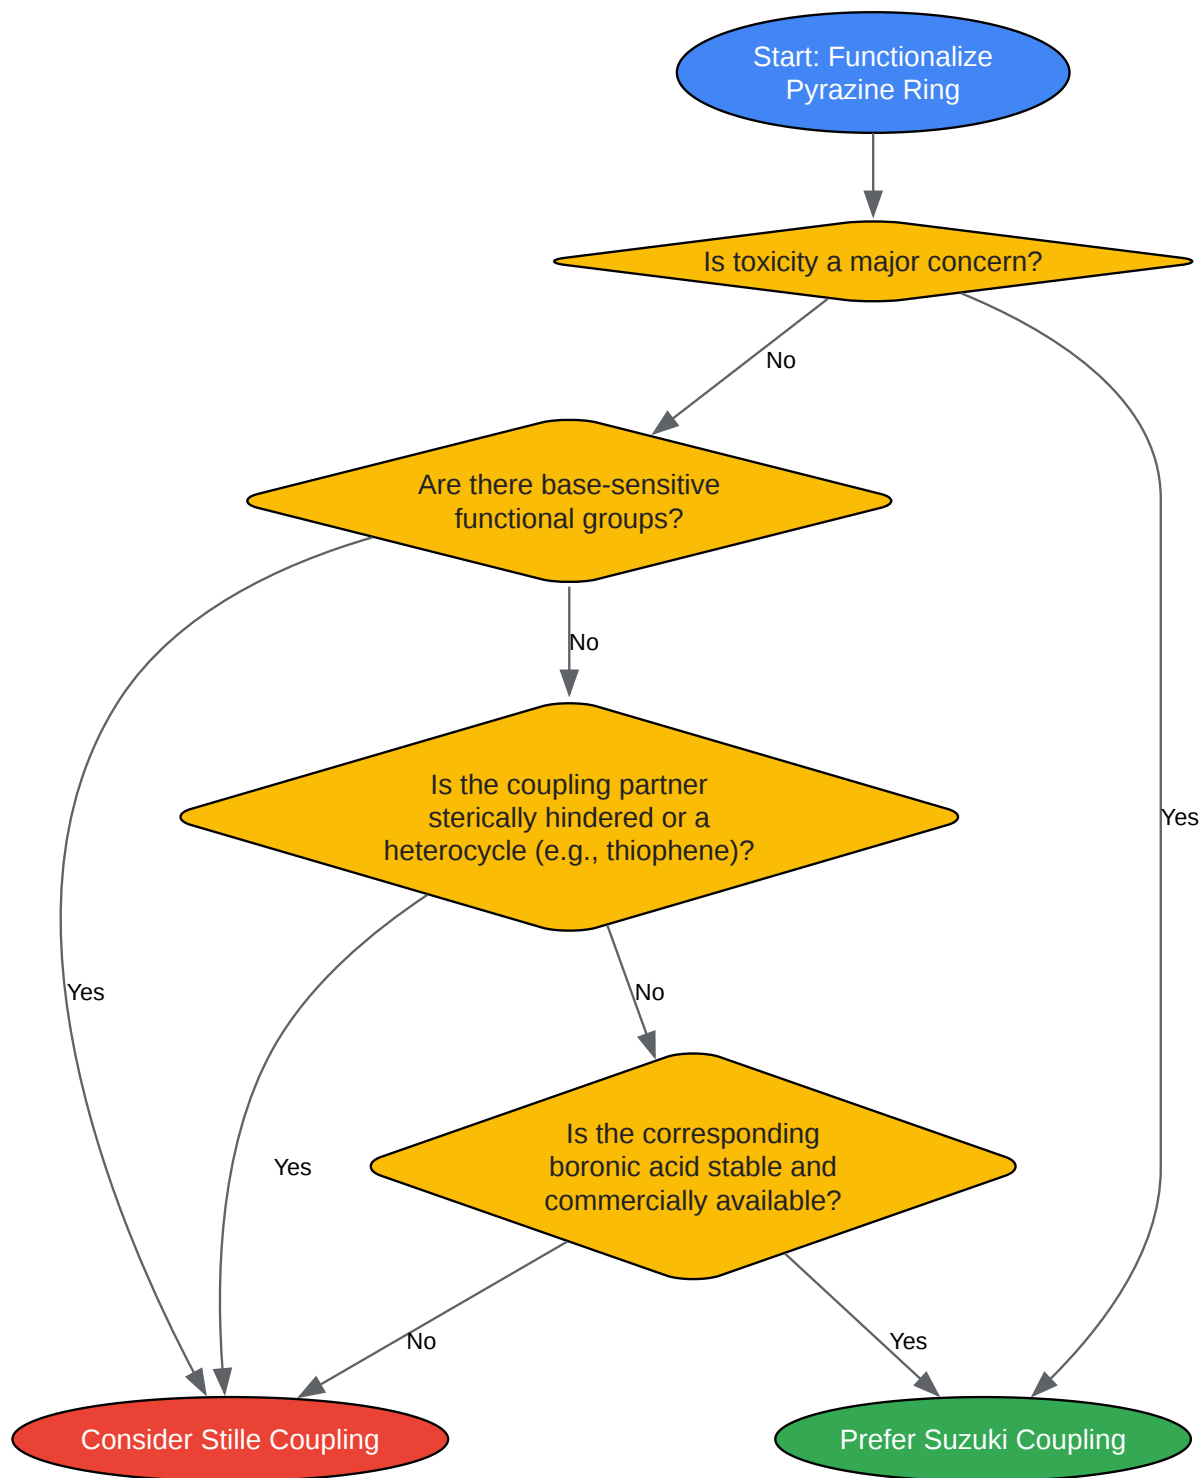 Start: Functionalize
Pyrazine Ring
Is toxicity a major concern?
No
Are there base-sensitive
functional groups?
No
Is the coupling partner
sterically hindered or a
heterocycle (e.g., thiophene)?
Yes
Yes
No
Is the corresponding
boronic acid stable and
commercially available?
Yes
No
Yes
Consider Stille Coupling
Prefer Suzuki Coupling